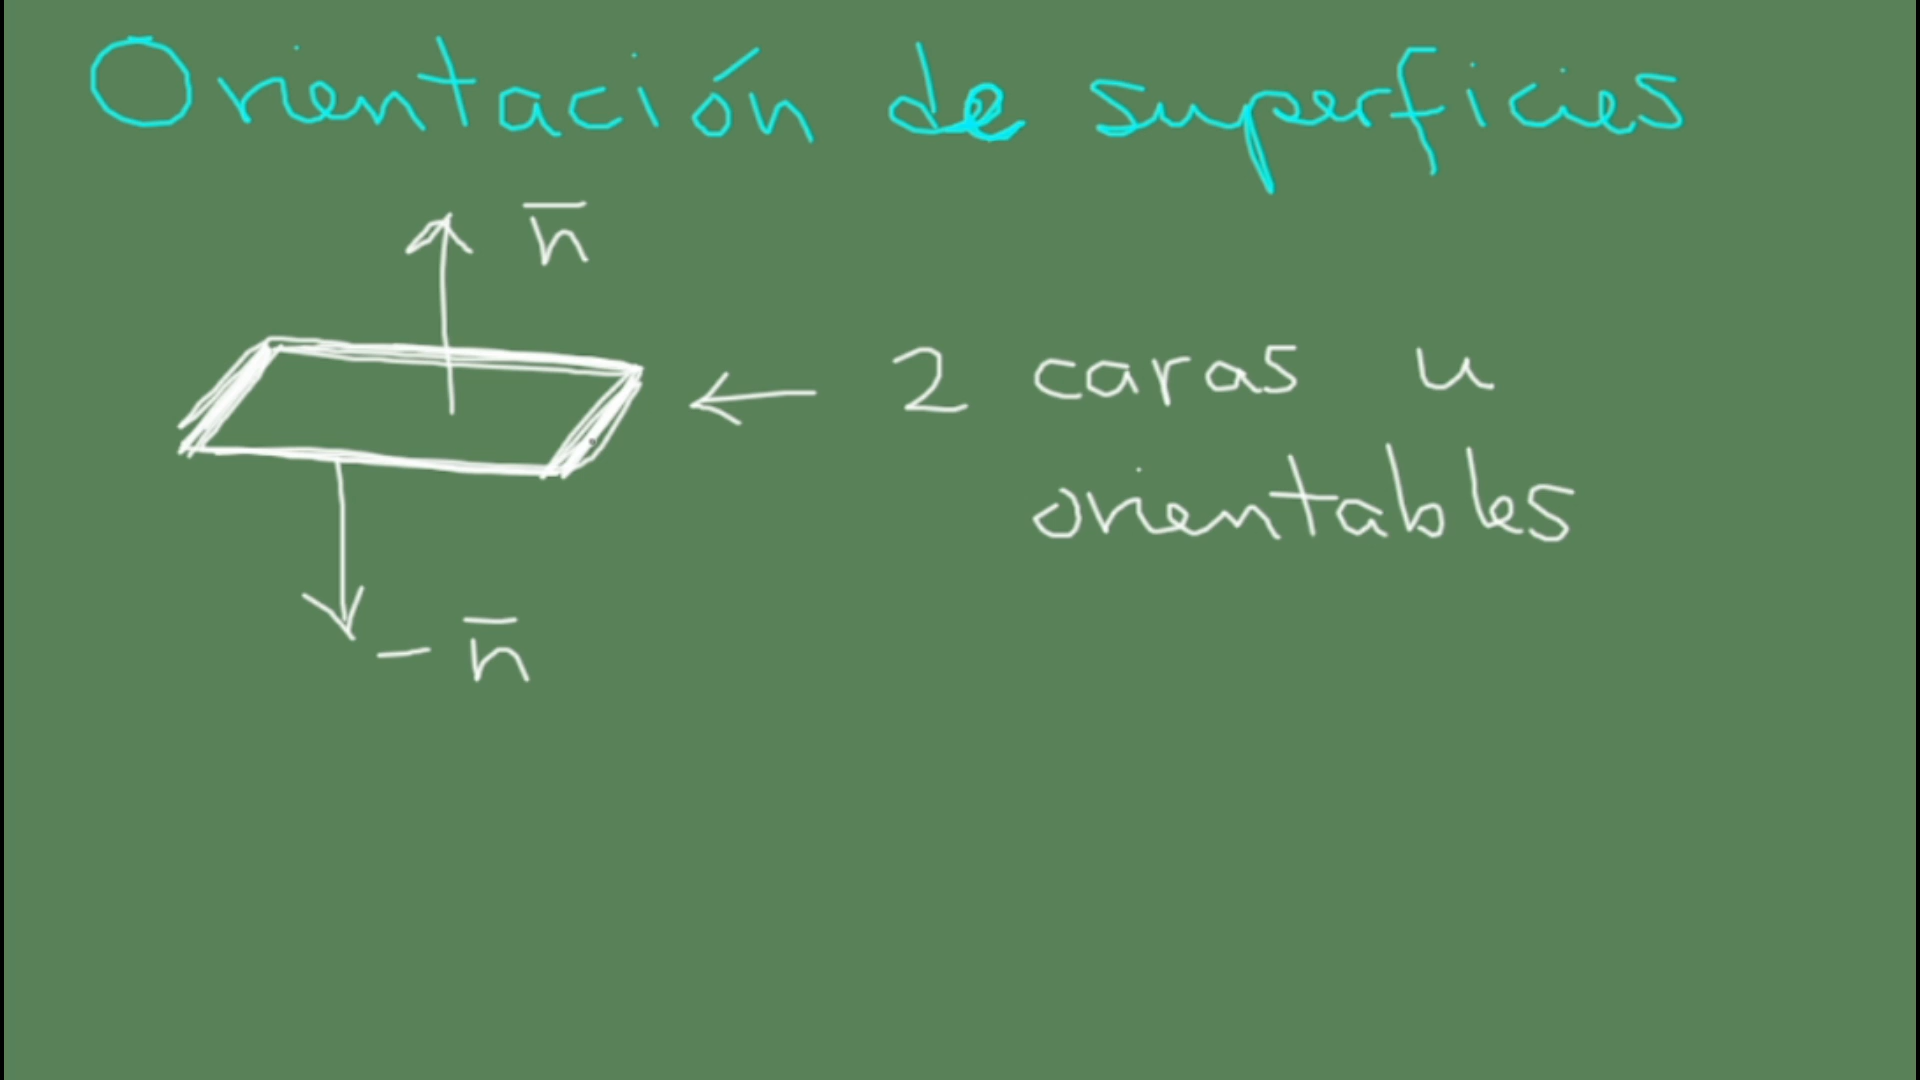 Orientación de superficies
n̅
2 caras u
orientables
- n̅